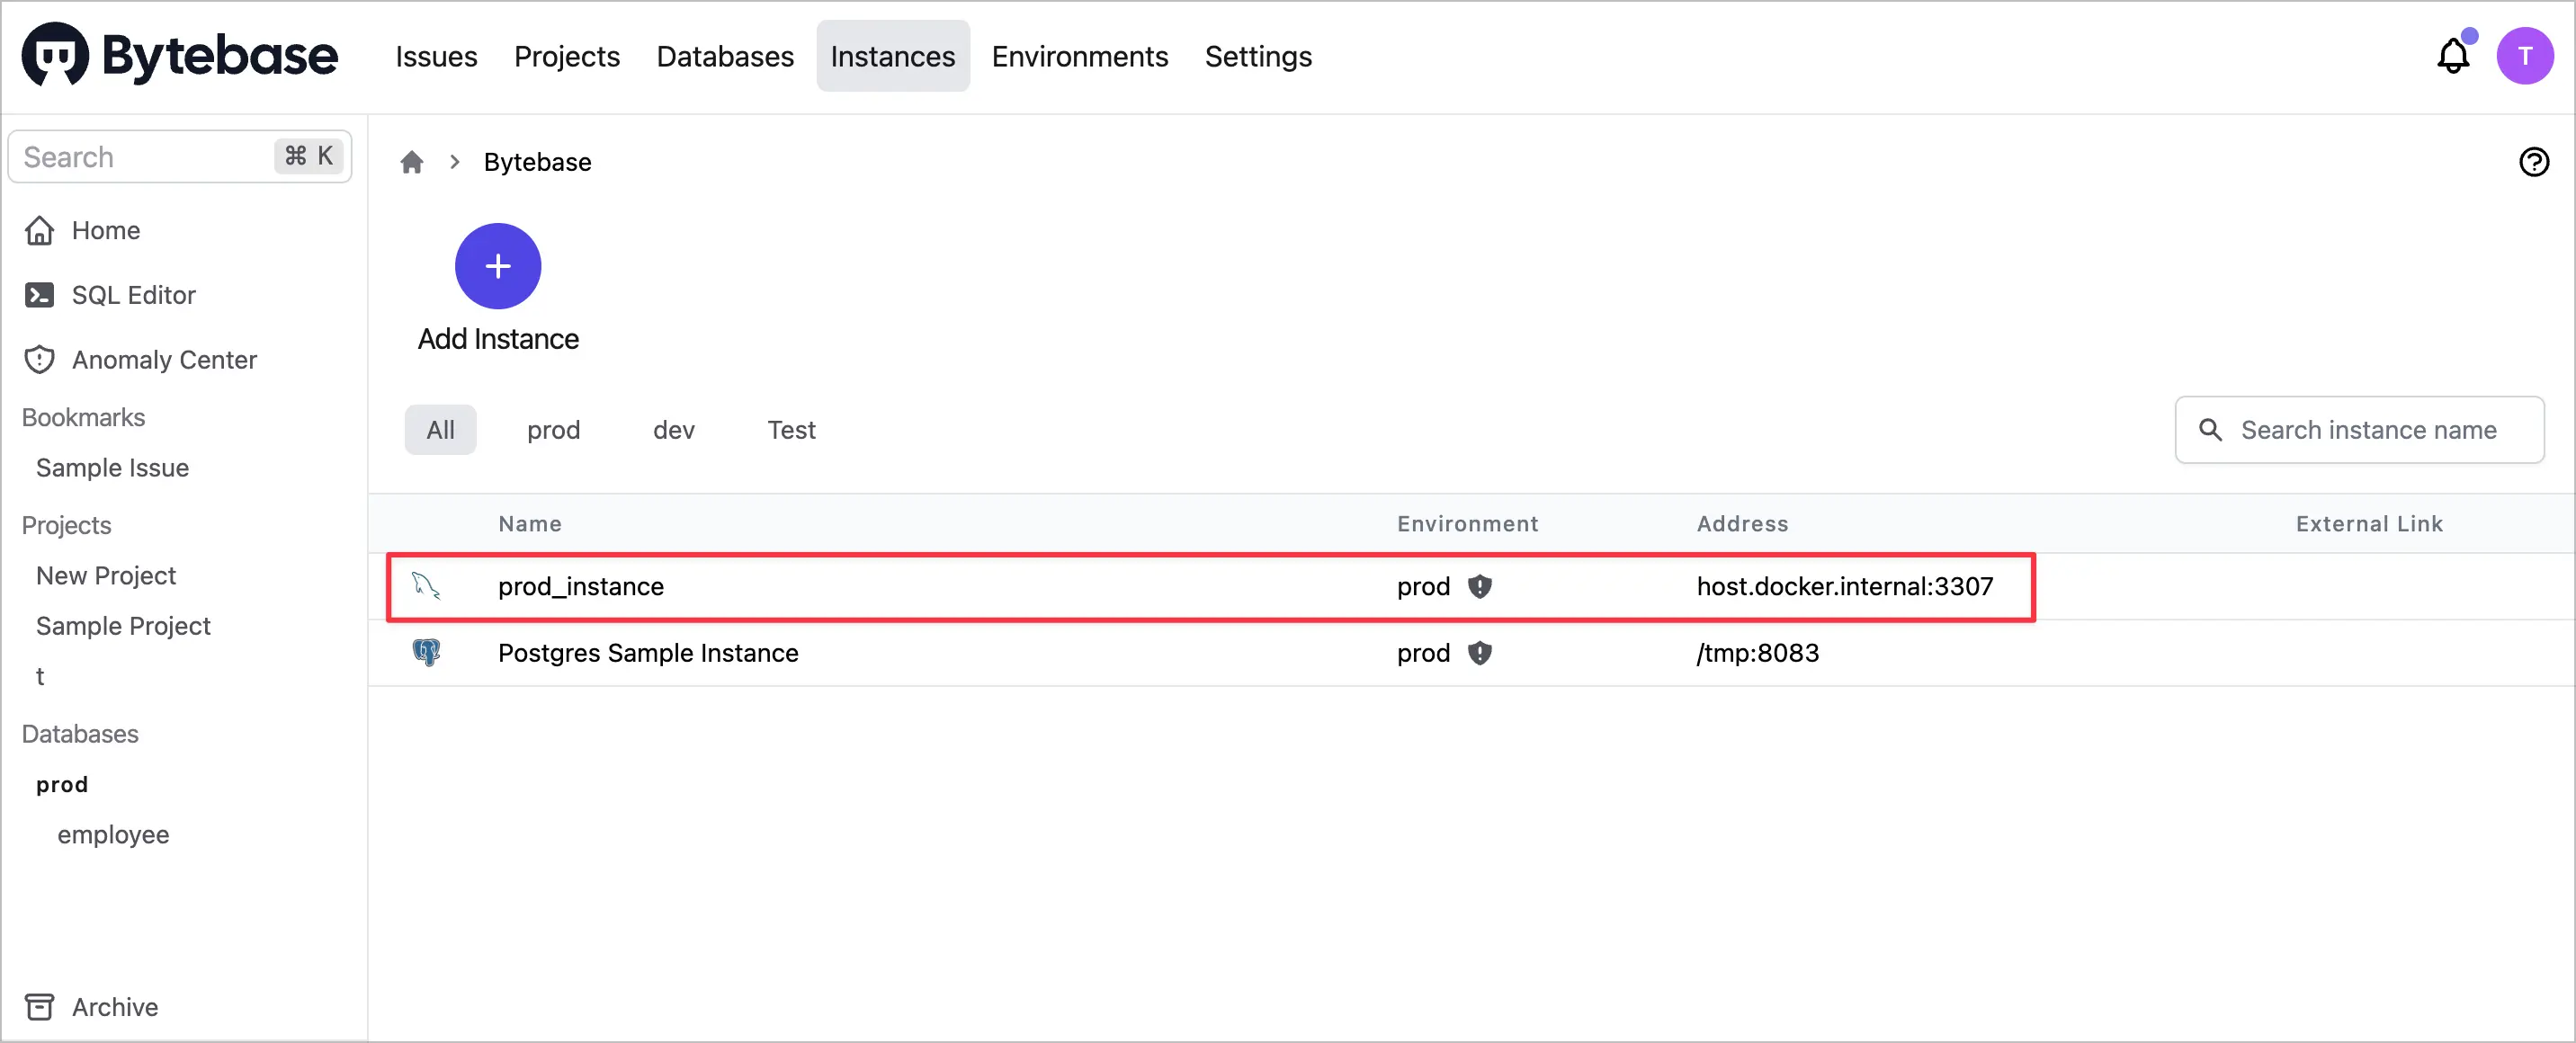 Bytebase
Issues Projects Databases Instances Environments Settings
T
Search ⌘ K
Home
SQL Editor
Anomaly Center
Bookmarks
Sample Issue
Projects
New Project
Sample Project
t
Databases
prod
employee
Archive
Bytebase
Add Instance
All prod dev Test
Search instance name
Name Environment Address External Link
prod_instance prod host.docker.internal:3307
Postgres Sample Instance prod /tmp:8083